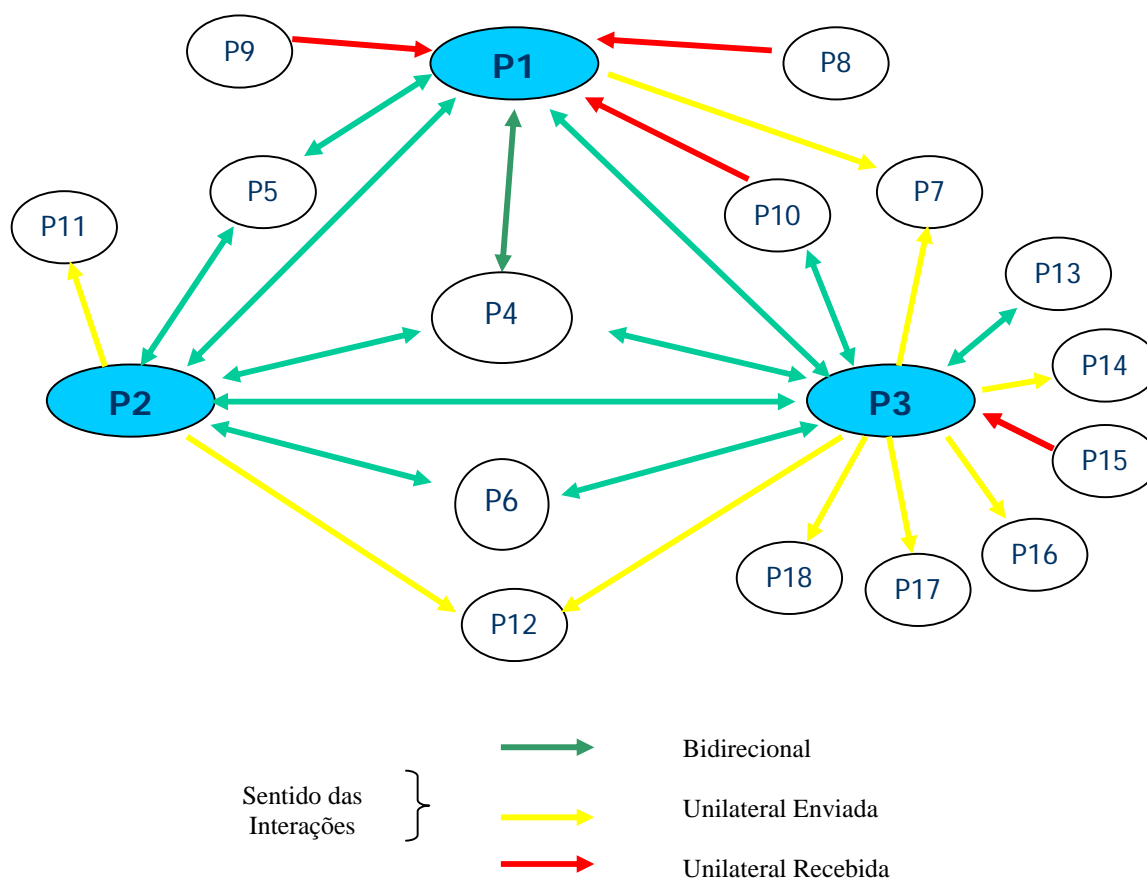 P9
P1
P8
P5
P10
P7
P11
P13
P4
P14
P2
P3
P15
P6
P16
P18
P17
P12
Bidirecional
Sentido das
Interações
Unilateral Enviada
Unilateral Recebida